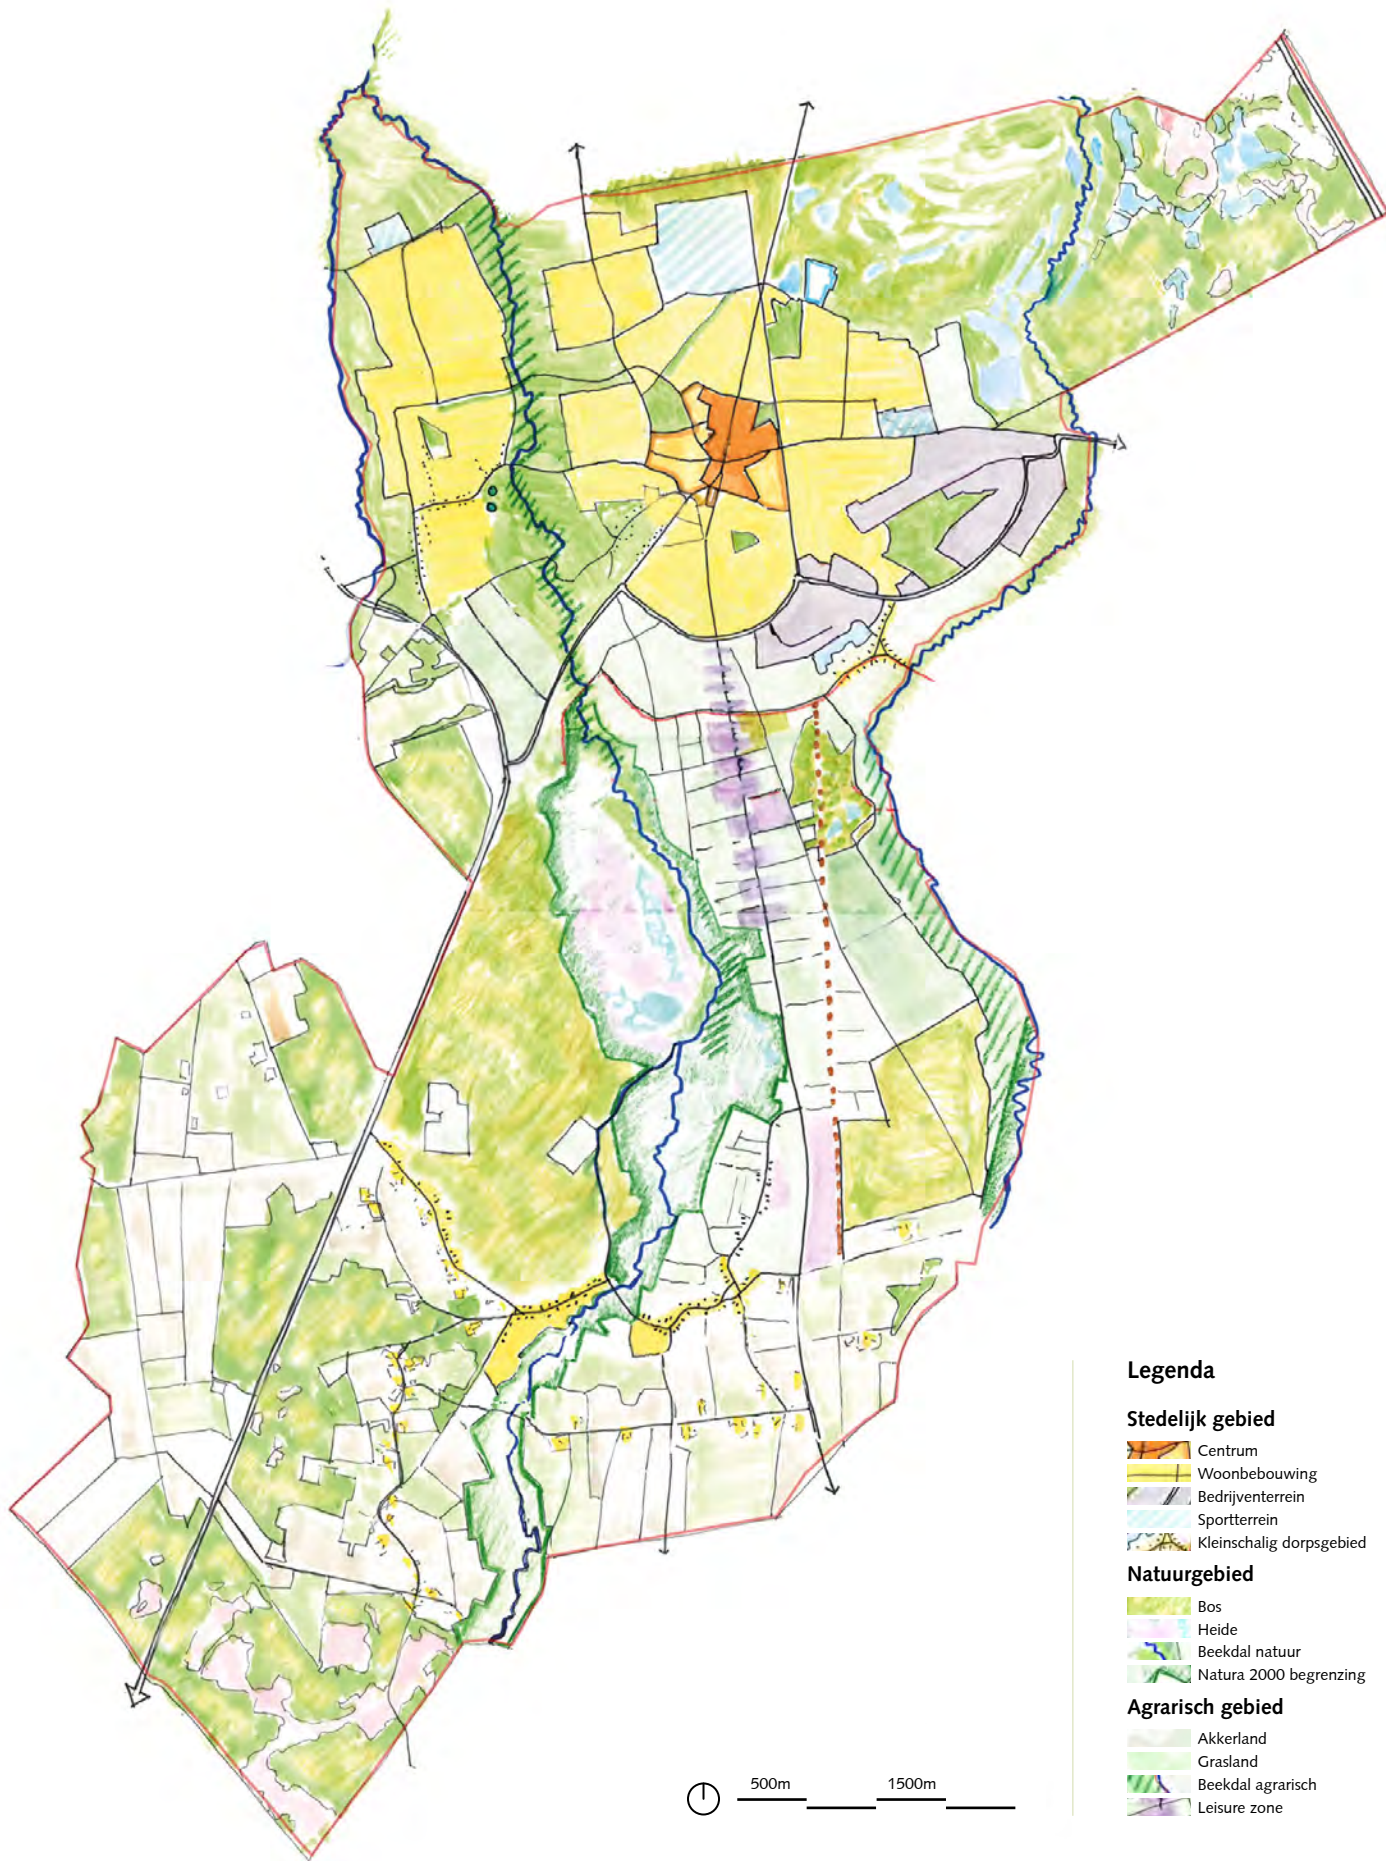 Legenda
Stedelijk gebied
Centrum
Woonbebouwing
Bedrijventerrein
Sportterrein
Kleinschalig dorpsgebied
Natuurgebied
Bos
Heide
Beekdal natuur
Natura 2000 begrenzing
Agrarisch gebied
Akkerland
Grasland
Beekdal agrarisch
Leisure zone
500m 1500m